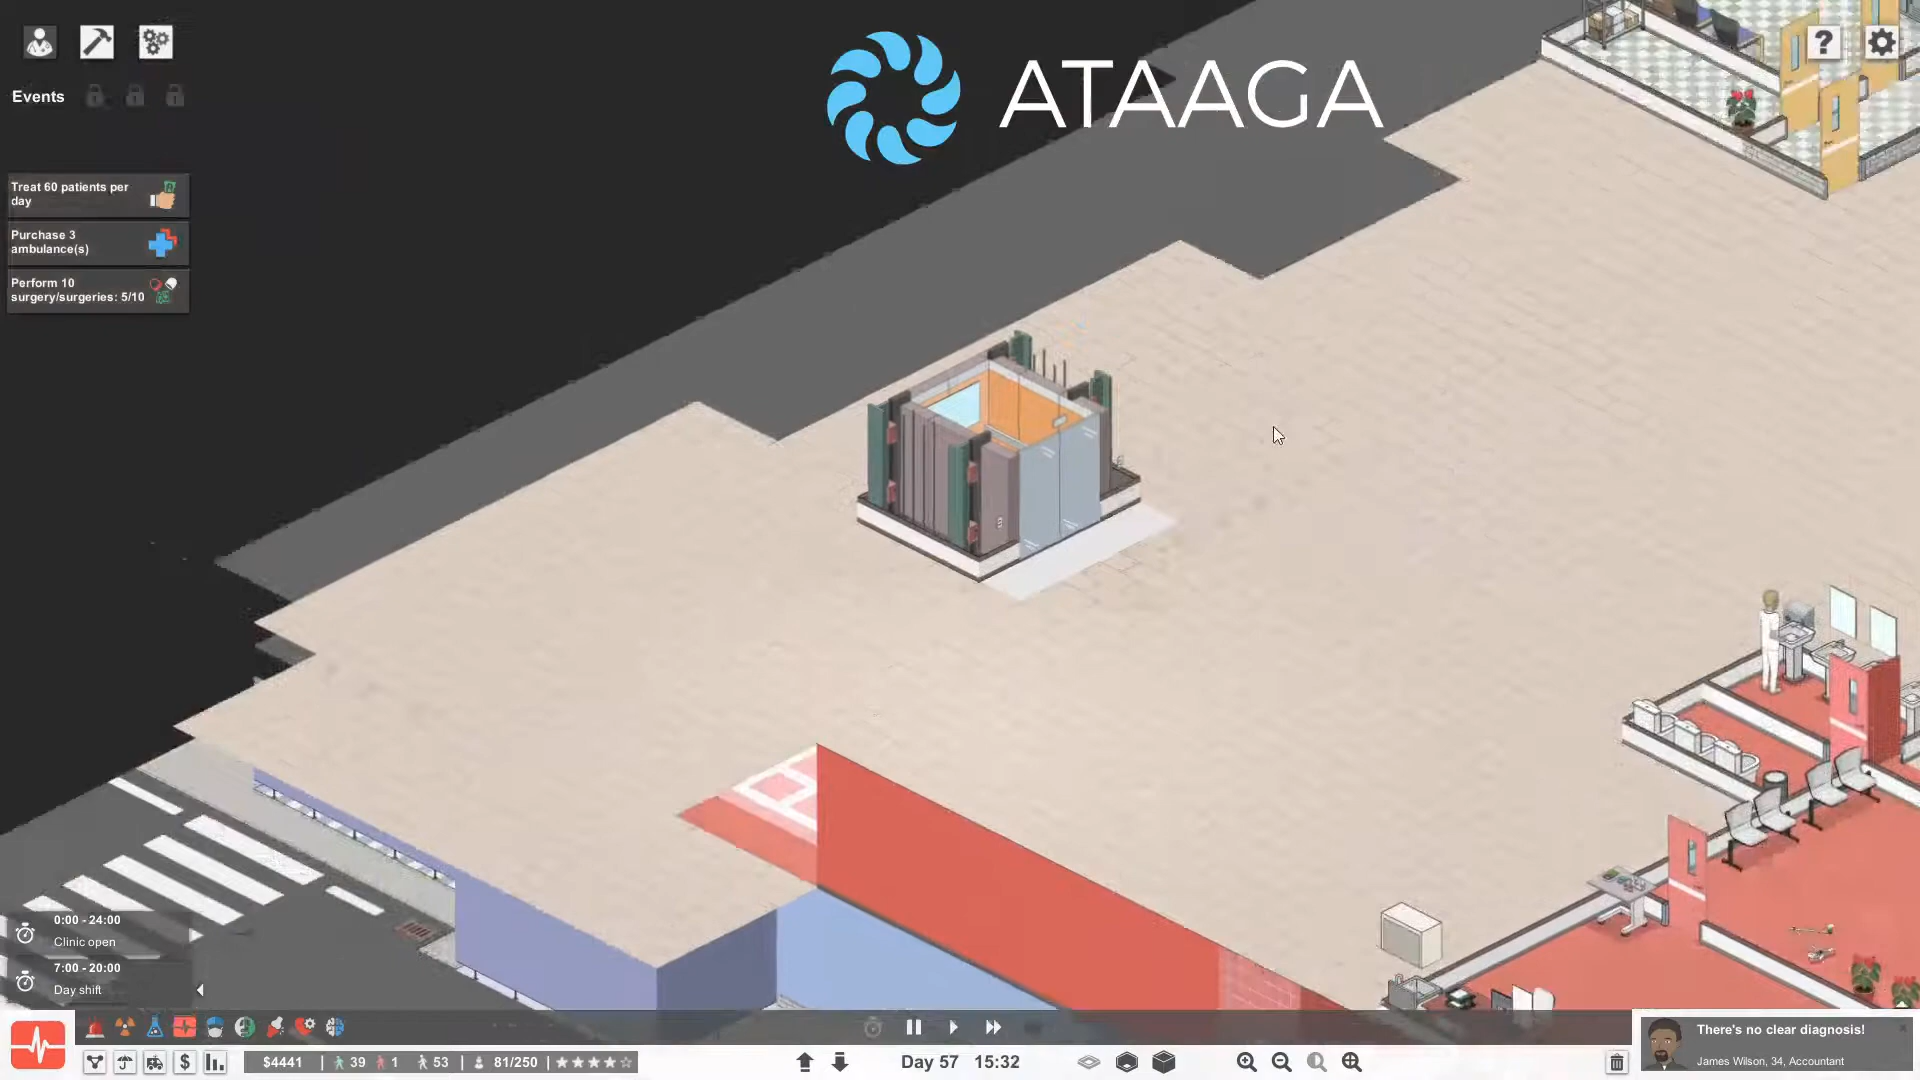 ATAAGA
?
Events
Treat 60 patients per
day
Purchase 3
ambulance(s)
Perform 10
surgery/surgeries: 5/10
0:00 - 24:00
Clinic open
7:00 - 20:00
Day shift
$4441 | 39 1 | 53 | 81/250 |
Day 57 15:32
There's no clear diagnosis!
James Wilson, 34, Accountant